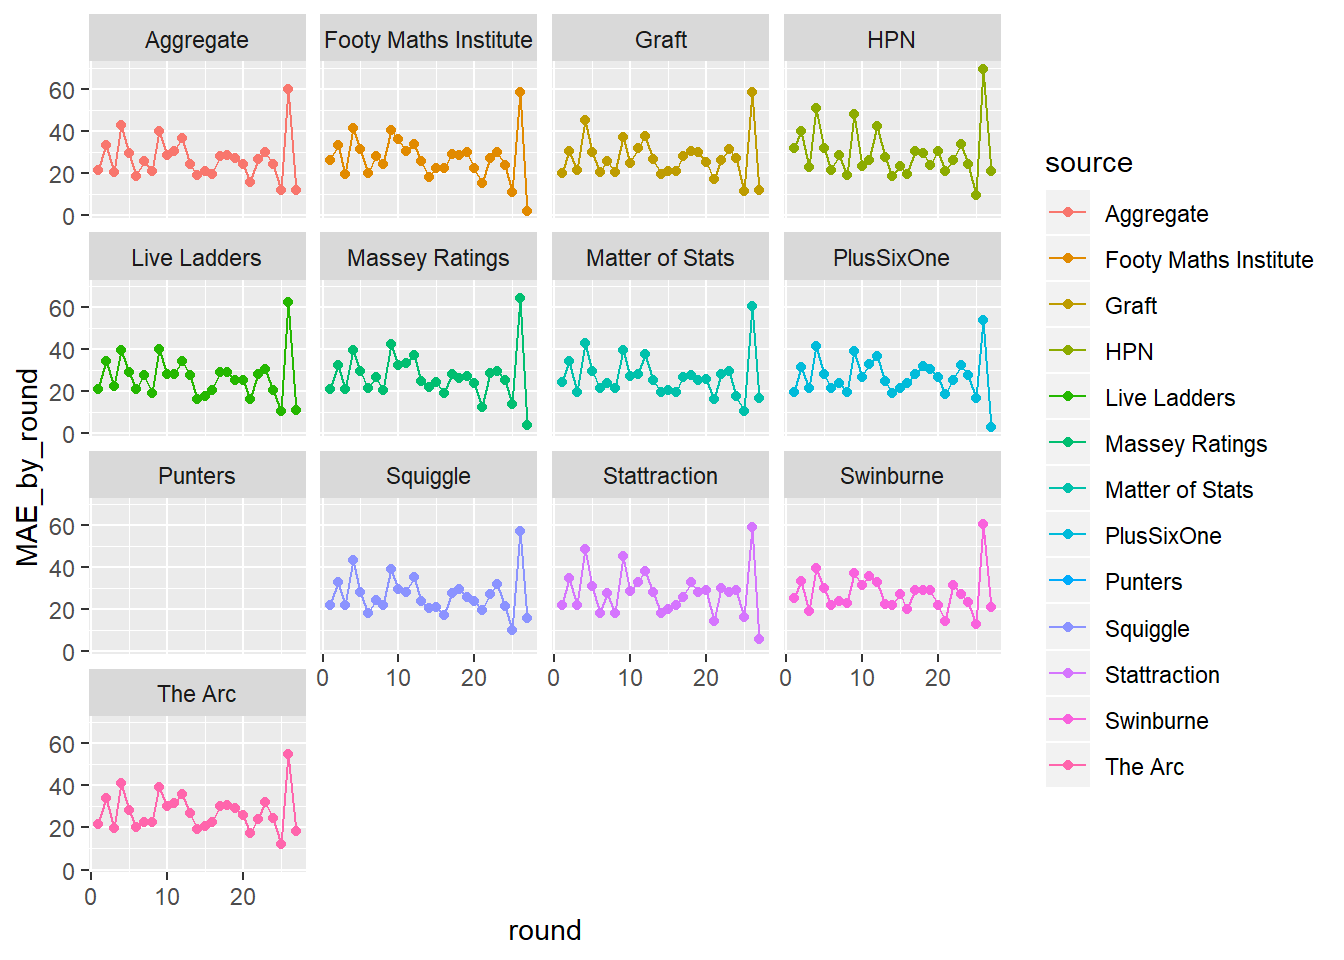 Aggregate
Footy Maths Institute
Graft
HPN
60
40
20
0
Live Ladders
Massey Ratings
Matter of Stats
PlusSixOne
60
40
20
0
Punters
Squiggle
Stattraction
Swinburne
60
40
20
0
0 10 20
0 10 20
0 10 20
The Arc
60
40
20
0
0 10 20
round
MAE_by_round
source
Aggregate
Footy Maths Institute
Graft
HPN
Live Ladders
Massey Ratings
Matter of Stats
PlusSixOne
Punters
Squiggle
Stattraction
Swinburne
The Arc